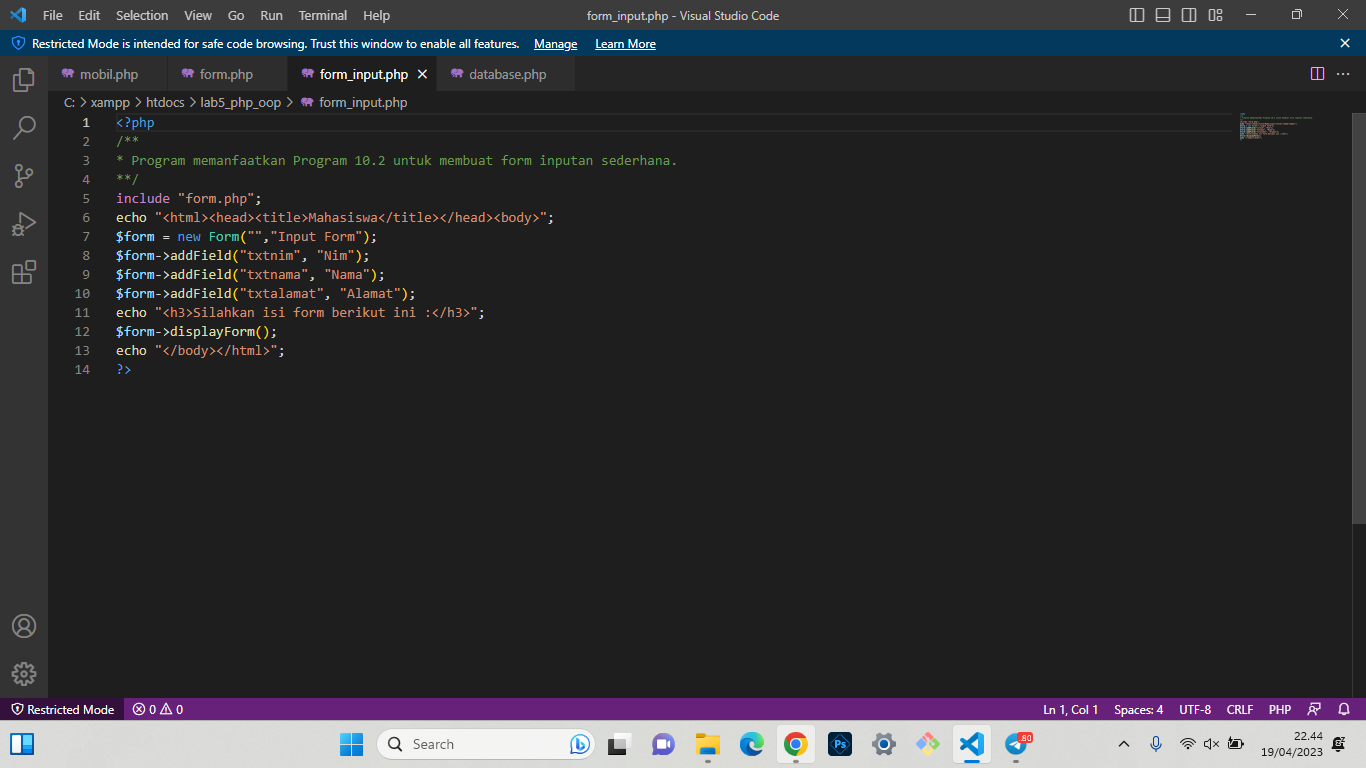 File Edit Selection View Go Run Terminal Help form_input.php - Visual Studio Code
Restricted Mode is intended for safe code browsing. Trust this window to enable all features. Manage Learn More
mobil.php form.php form_input.php database.php
C: > xampp > htdocs > lab5_php_oop > form_input.php
1 <?php
2 /**
3 * Program memanfaatkan Program 10.2 untuk membuat form inputan sederhana.
4 **/
5 include "form.php";
6 echo "<html><head><title>Mahasiswa</title></head><body>";
7 $form = new Form("","Input Form");
8 $form->addField("txtnim", "Nim");
9 $form->addField("txtnama", "Nama");
10 $form->addField("txtalamat", "Alamat");
11 echo "<h3>Silahkan isi form berikut ini :</h3>";
12 $form->displayForm();
13 echo "</body></html>";
14 ?>
Restricted Mode 0 0 Ln 1, Col 1 Spaces: 4 UTF-8 CRLF PHP
Search Ps 80 22.44
19/04/2023